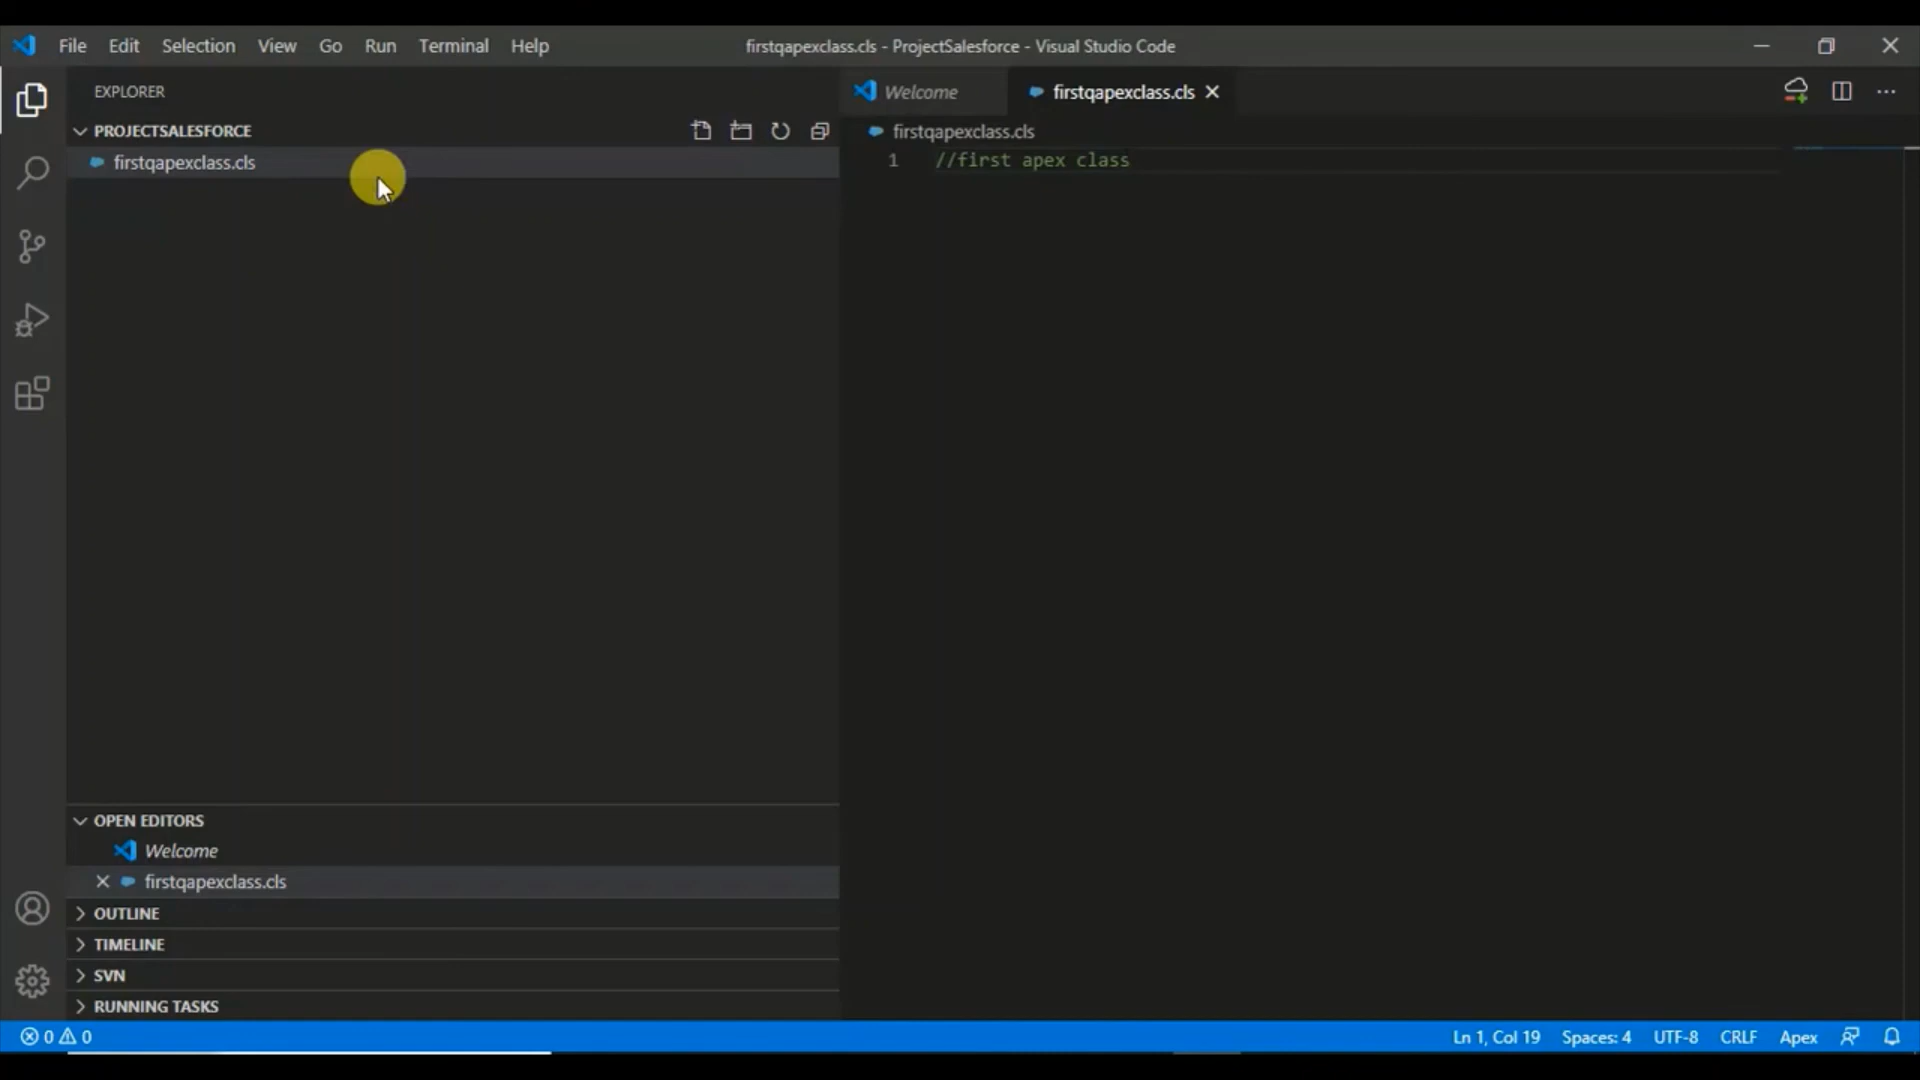 File Edit Selection View Go Run Terminal Help
firstqapexclass.cls - ProjectSalesforce - Visual Studio Code
EXPLORER
PROJECTSALESFORCE
firstqapexclass.cls
Welcome
firstqapexclass.cls
firstqapexclass.cls
1 //first apex class
OPEN EDITORS
Welcome
firstqapexclass.cls
OUTLINE
TIMELINE
SVN
RUNNING TASKS
0 0
Ln 1, Col 19 Spaces: 4 UTF-8 CRLF Apex